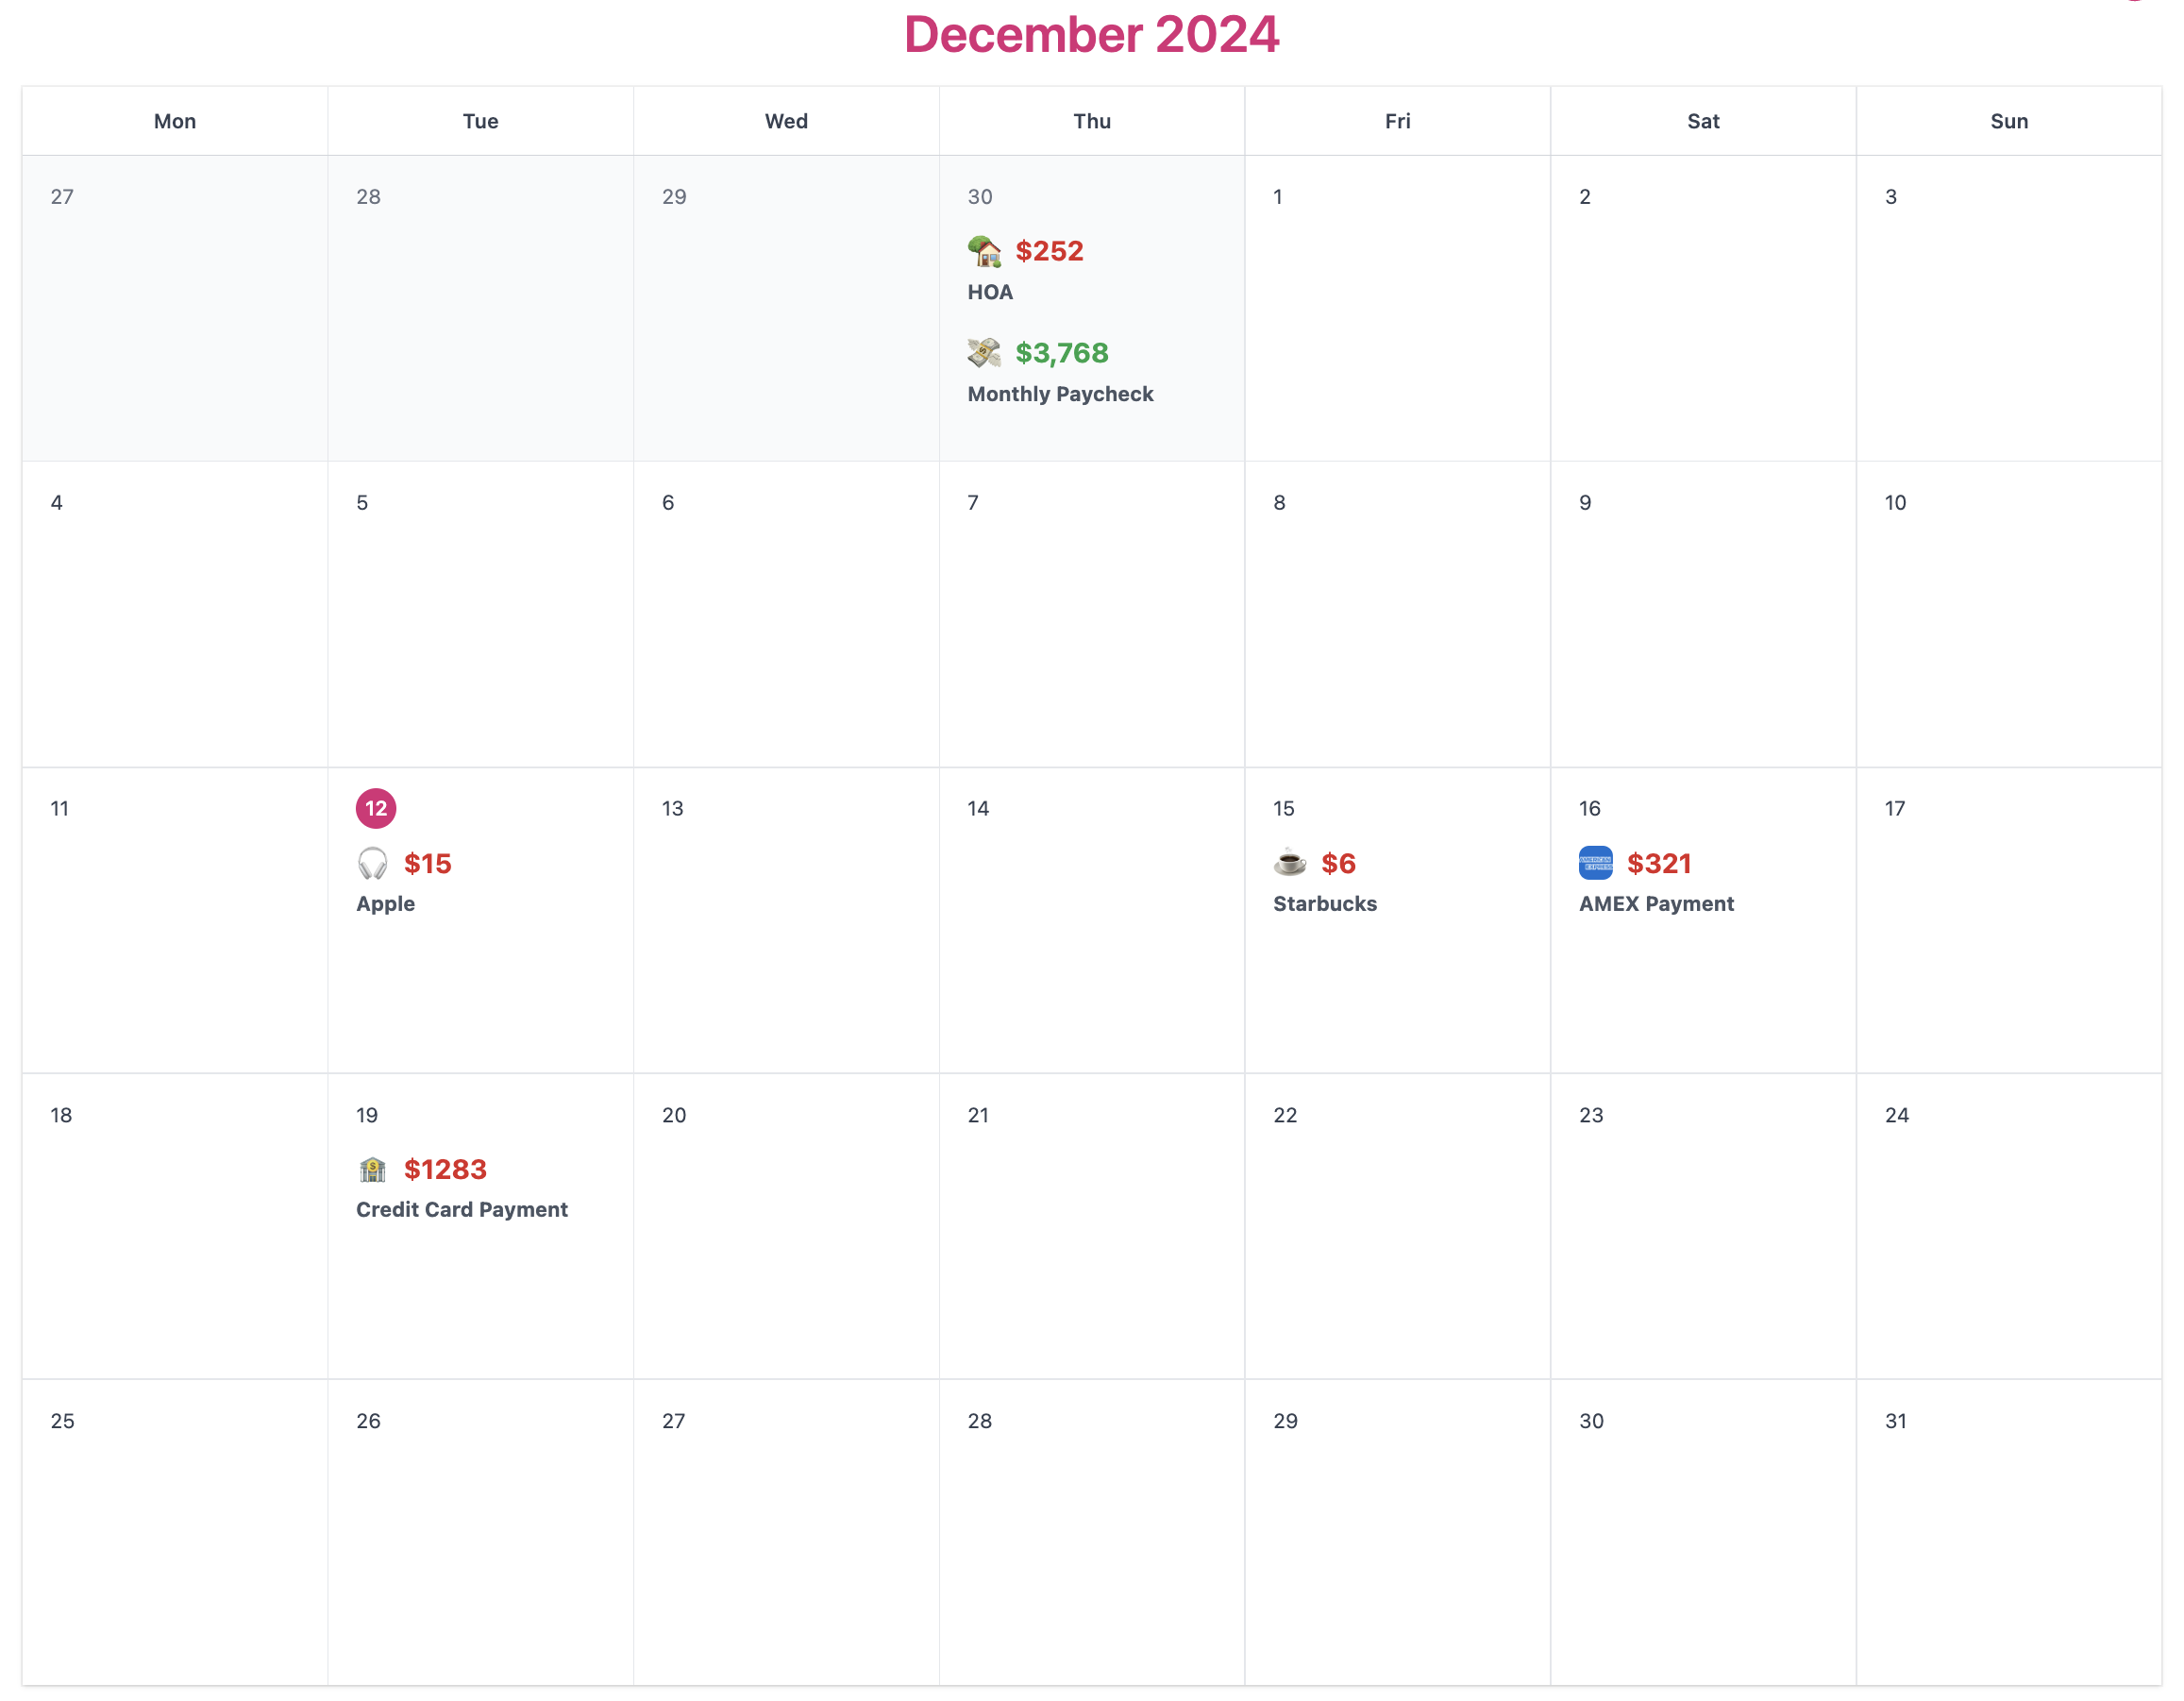 December 2024
Mon Tue Wed Thu Fri Sat Sun
27 28 29 30 1 2 3
$252
HOA
$3,768
Monthly Paycheck
4 5 6 7 8 9 10
11 12 13 14 15 16 17
$15 $6 AMERICAN EXPRESS $321
Apple Starbucks AMEX Payment
18 19 20 21 22 23 24
$1283
Credit Card Payment
25 26 27 28 29 30 31